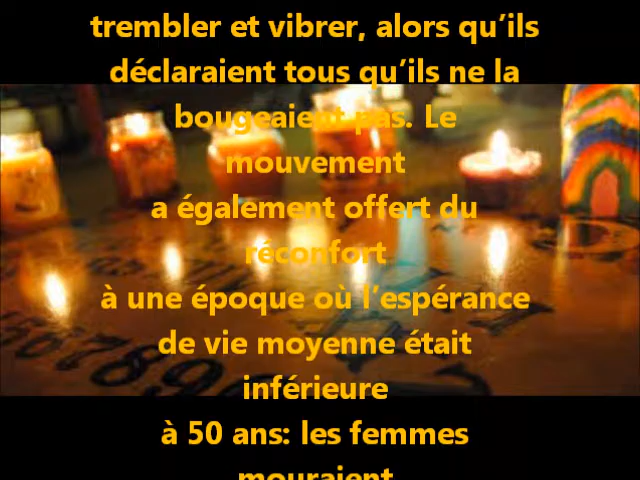 trembler et vibrer, alors qu’ils
déclaraient tous qu’ils ne la
bougeaient pas. Le
mouvement
a également offert du
réconfort
à une époque où l’espérance
de vie moyenne était
inférieure
à 50 ans: les femmes
mouraient